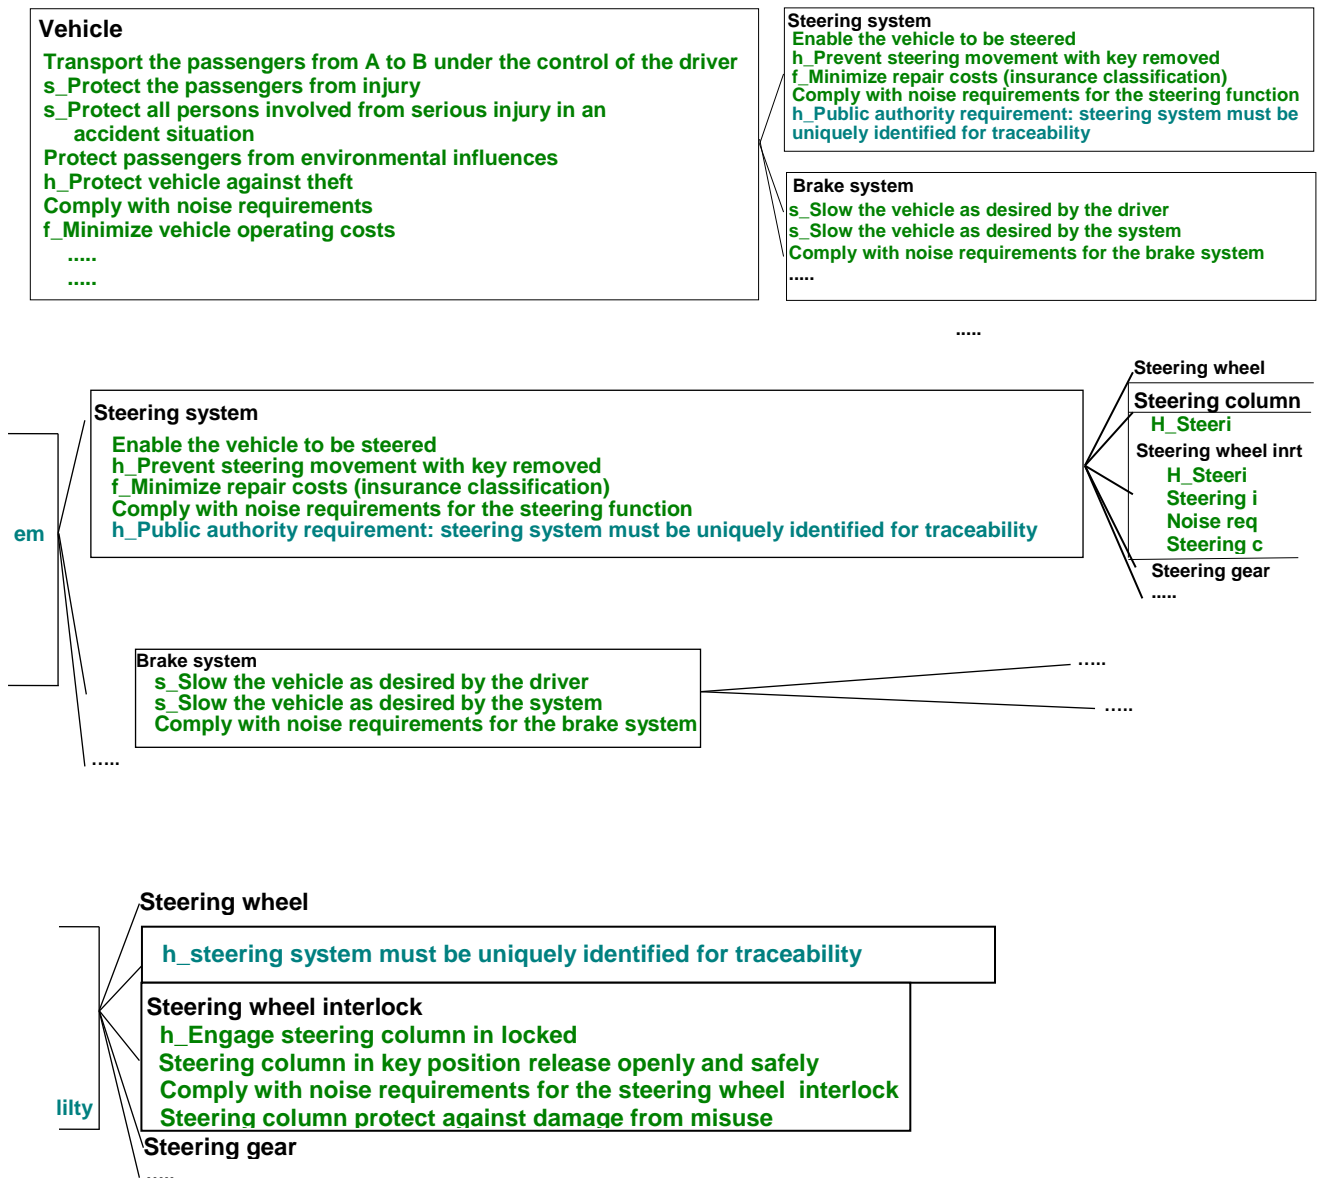 Vehicle
Transport the passengers from A to B under the control of the driver
s_Protect the passengers from injury
s_Protect all persons involved from serious injury in an
accident situation
Protect passengers from environmental influences
h_Protect vehicle against theft
Comply with noise requirements
f_Minimize vehicle operating costs
.....
.....
Steering system
Enable the vehicle to be steered
h_Prevent steering movement with key removed
f_Minimize repair costs (insurance classification)
Comply with noise requirements for the steering function
h_Public authority requirement: steering system must be
uniquely identified for traceability
Brake system
s_Slow the vehicle as desired by the driver
s_Slow the vehicle as desired by the system
Comply with noise requirements for the brake system
.....
.....
em
Steering system
Enable the vehicle to be steered
h_Prevent steering movement with key removed
f_Minimize repair costs (insurance classification)
Comply with noise requirements for the steering function
h_Public authority requirement: steering system must be uniquely identified for traceability
Steering wheel
Steering column
H_Steeri
Steering wheel inrt
H_Steeri
Steering i
Noise req
Steering c
Steering gear
.....
Brake system
s_Slow the vehicle as desired by the driver
s_Slow the vehicle as desired by the system
Comply with noise requirements for the brake system
.....
.....
.....
lilty
Steering wheel
h_steering system must be uniquely identified for traceability
Steering wheel interlock
h_Engage steering column in locked
Steering column in key position release openly and safely
Comply with noise requirements for the steering wheel interlock
Steering column protect against damage from misuse
Steering gear
.....